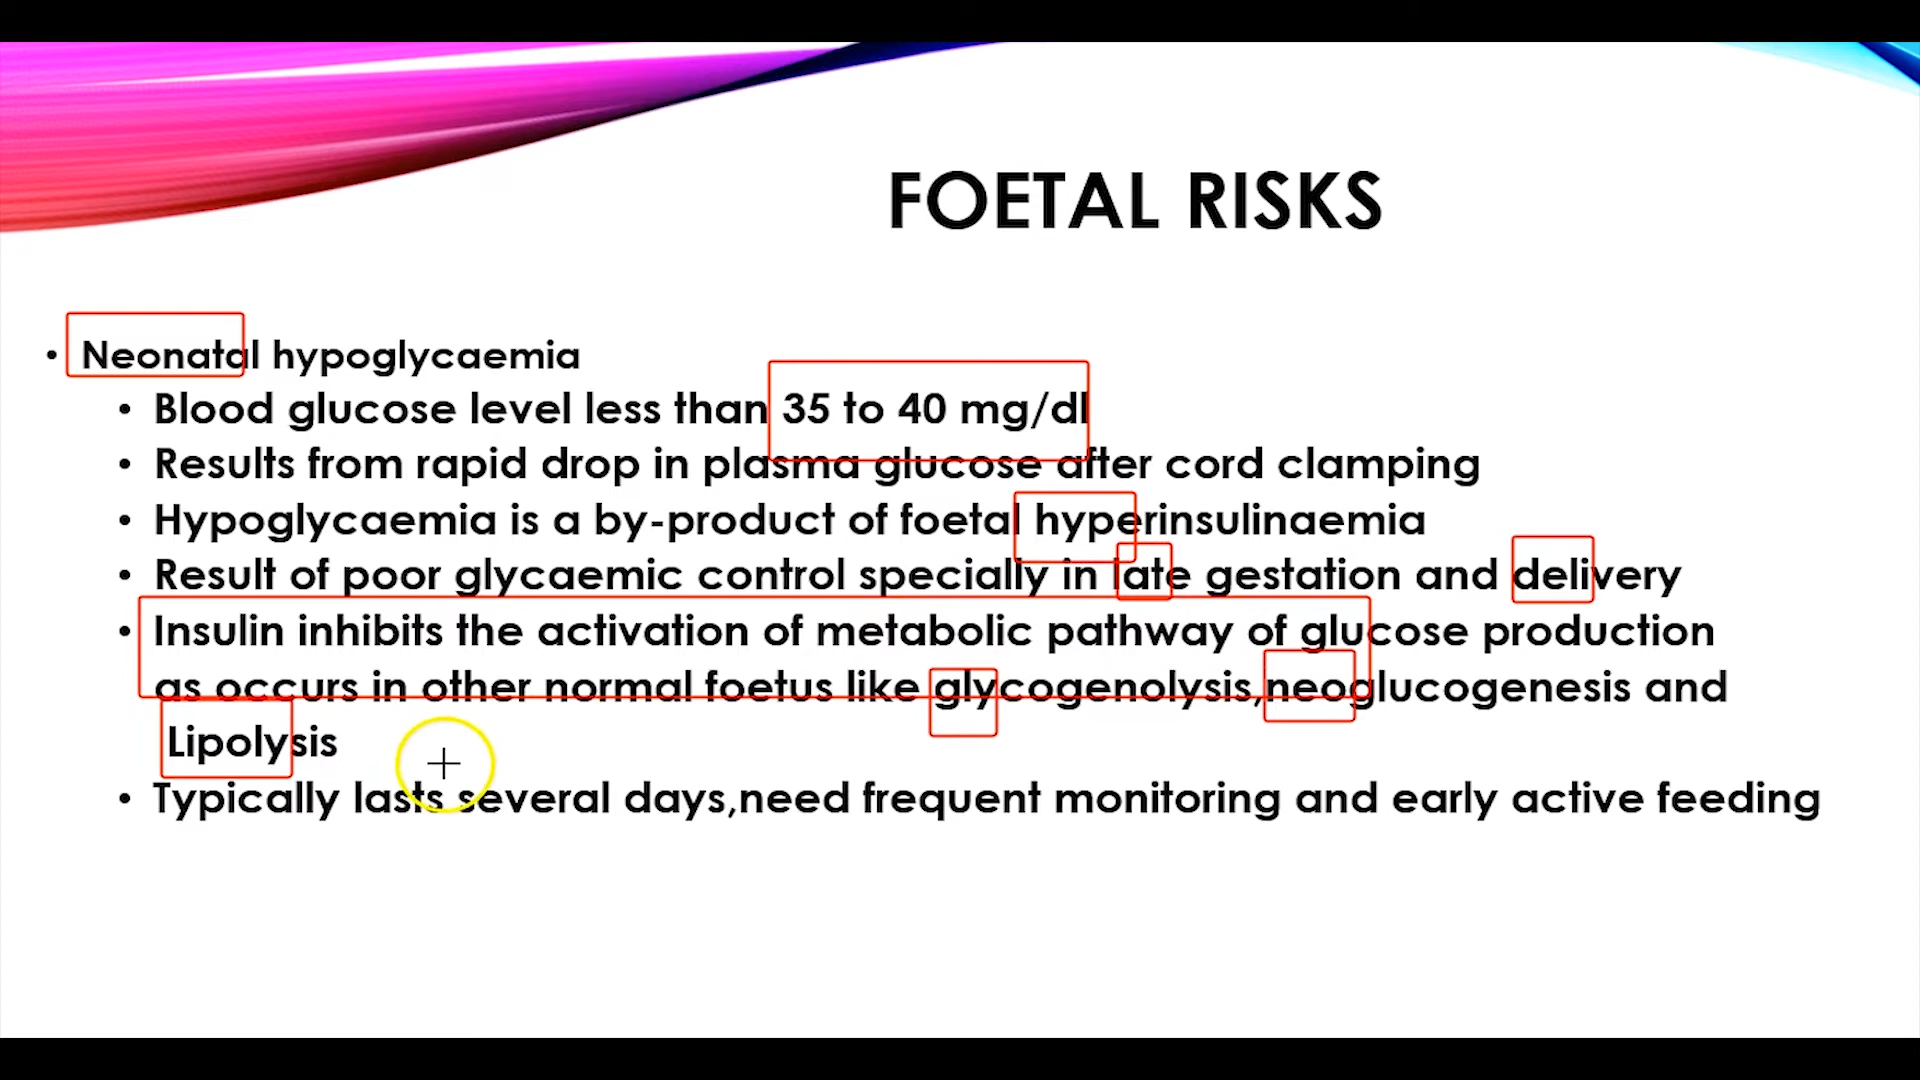 FOETAL RISKS
• Neonatal hypoglycaemia
• Blood glucose level less than 35 to 40 mg/dl
• Results from rapid drop in plasma glucose after cord clamping
• Hypoglycaemia is a by-product of foetal hyperinsulinaemia
• Result of poor glycaemic control specially in late gestation and delivery
• Insulin inhibits the activation of metabolic pathway of glucose production
as occurs in other normal foetus like glycogenolysis,neoglucogenesis and
Lipolysis
• Typically lasts several days,need frequent monitoring and early active feeding